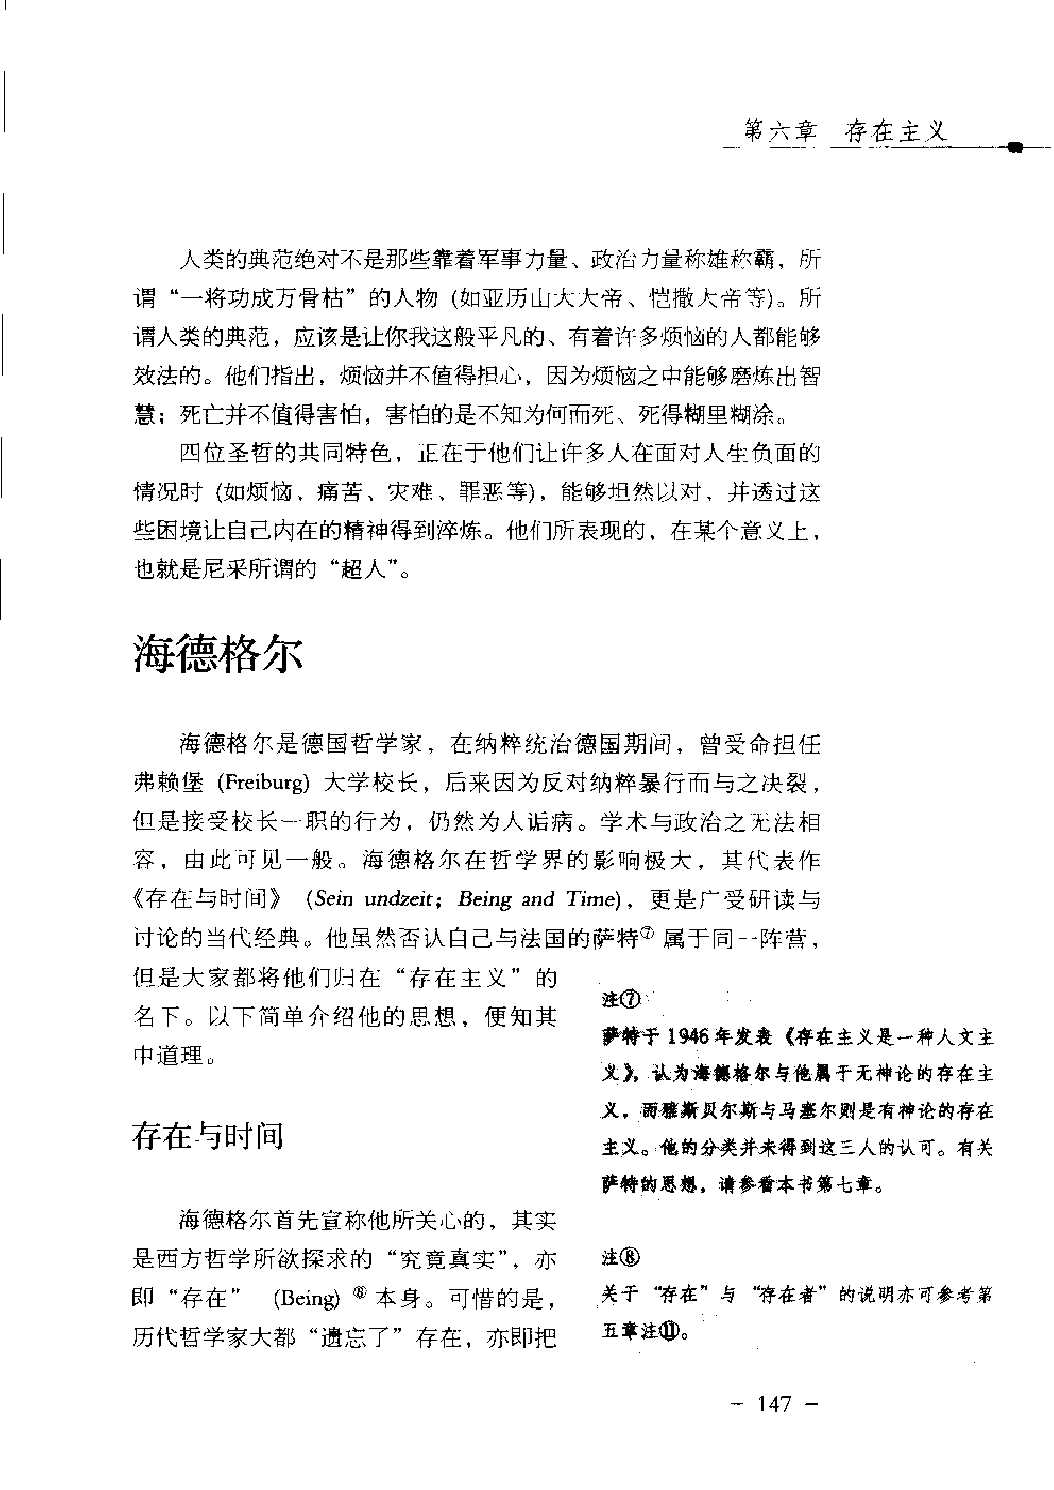 第六章 存在主义
人类的典范绝对不是那些靠着军事力量、政治力量称雄称霸，所
谓“一将功成万骨枯”的人物 (如亚历山大大帝、恺撒大帝等)。所
谓人类的典范，应该是让你我这般平凡的、有着许多烦恼的人都能够
效法的。他们指出，烦恼并不值得担心，因为烦恼之中能够磨炼出智
慧；死亡并不值得害怕，害怕的是不知为何而死、死得糊里糊涂。
四位圣哲的共同特色，正在于他们让许多人在面对人生负面的
情况时 (如烦恼、痛苦、灾难、罪恶等)，能够坦然以对，并透过这
些困境让自己内在的精神得到淬炼。他们所表现的，在某个意义上，
也就是尼采所谓的“超人”。
海德格尔
海德格尔是德国哲学家，在纳粹统治德国期间，曾受命担任
弗赖堡 (Freiburg) 大学校长，后来因为反对纳粹暴行而与之决裂，
但是接受校长一职的行为，仍然为人诟病。学术与政治之无法相
容，由此可见一般。海德格尔在哲学界的影响极大，其代表作
《存在与时间》 (Sein undzeit；Being and Time)，更是广受研读与
讨论的当代经典。他虽然否认自己与法国的萨特⑦ 属于同一阵营，
但是大家都将他们归在“存在主义”的
名下。以下简单介绍他的思想，便知其
中道理。
存在与时间
海德格尔首先宣称他所关心的，其实
是西方哲学所欲探求的“究竟真实”，亦
即“存在” (Being) ⑧ 本身。可惜的是，
历代哲学家大都“遗忘了”存在，亦即把
注⑦
萨特于 1946 年发表《存在主义是一种人文主
义》，认为海德格尔与他属于无神论的存在主
义，而雅斯贝尔斯与马塞尔则是有神论的存在
主义。他的分类并未得到这三人的认可。有关
萨特的思想，请参看本书第七章。
注⑧
关于“存在”与“存在者”的说明亦可参考第
五章注⑪。
- 147 -